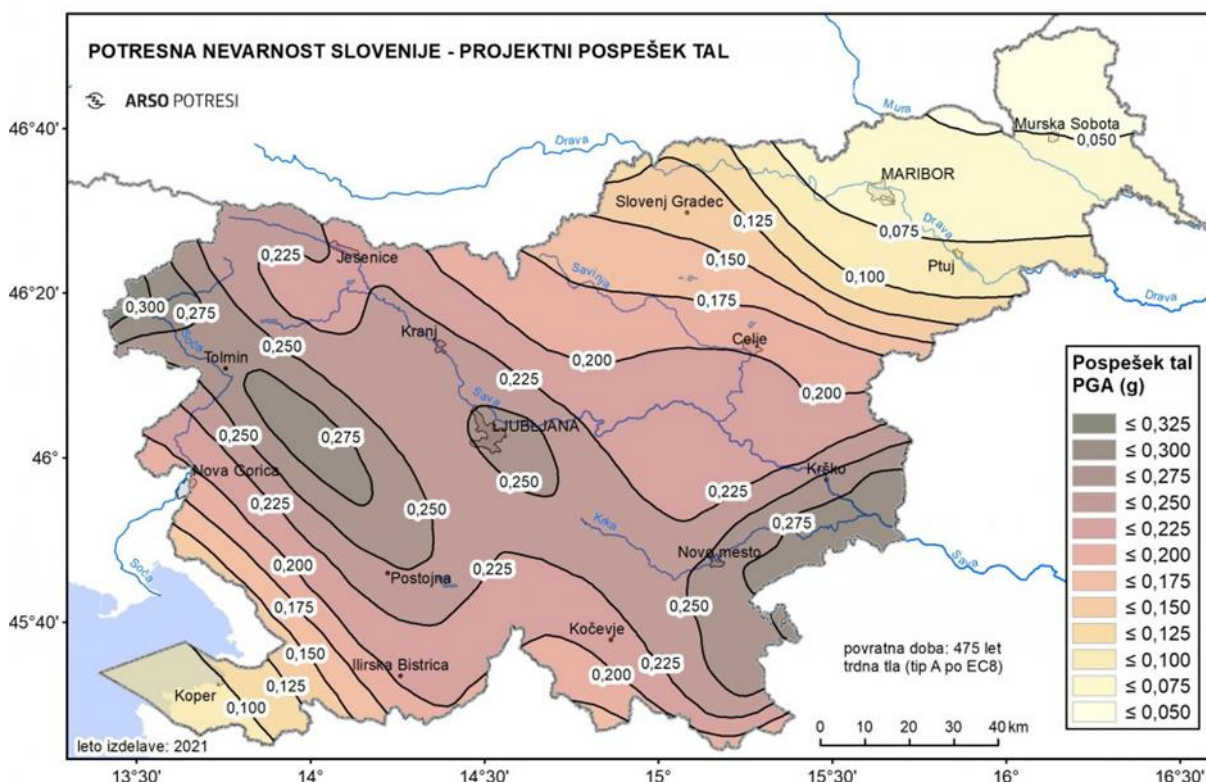 POTRESNA NEVARNOST SLOVENIJE - PROJEKTNI POSPEŠEK TAL
ARSO POTRESI
46°40'
46°20'
46°
45°40'
Mura
Murska Sobota
0,050
Drava
MARIBOR
Slovenj Gradec
0,125
0,075
Drava
0,150
Ptuj
0,100
0,225
Jesenice
Savinja
0,175
Drava
0,300
0,275
Soča
Kranj
Celje
0,250
0,200
Tolmin
0,225
0,200
Sava
LJUBLJANA
0,250
0,275
Nova Gorica
0,250
Krško
0,225
0,225
0,250
0,275
Krka
Soča
Novo mesto
Sava
0,200
Postojna
0,225
0,175
0,250
Kočevje
0,150
Ilirska Bistrica
0,225
0,125
0,200
Koper
0,100
povratna doba: 475 let
trdna tla (tip A po EC8)
0 10 20 40 km
leto izdelave: 2021
Pospešek tal
PGA (g)
≤ 0,325
≤ 0,300
≤ 0,275
≤ 0,250
≤ 0,225
≤ 0,200
≤ 0,175
≤ 0,150
≤ 0,125
≤ 0,100
≤ 0,075
≤ 0,050
13°30' 14° 14°30' 15° 15°30' 16° 16°30'